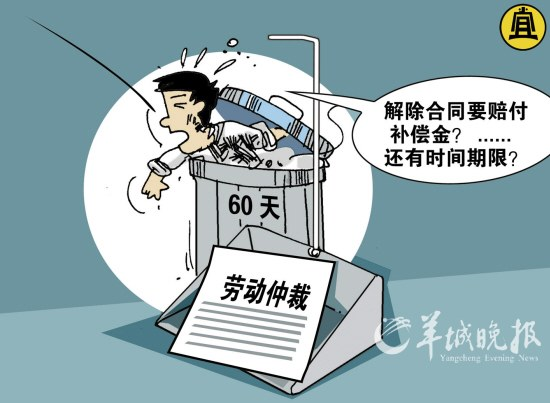 解除合同要赔付
补偿金？……
还有时间期限？
60天
劳动仲裁
羊城晚报
Yangcheng Evening News